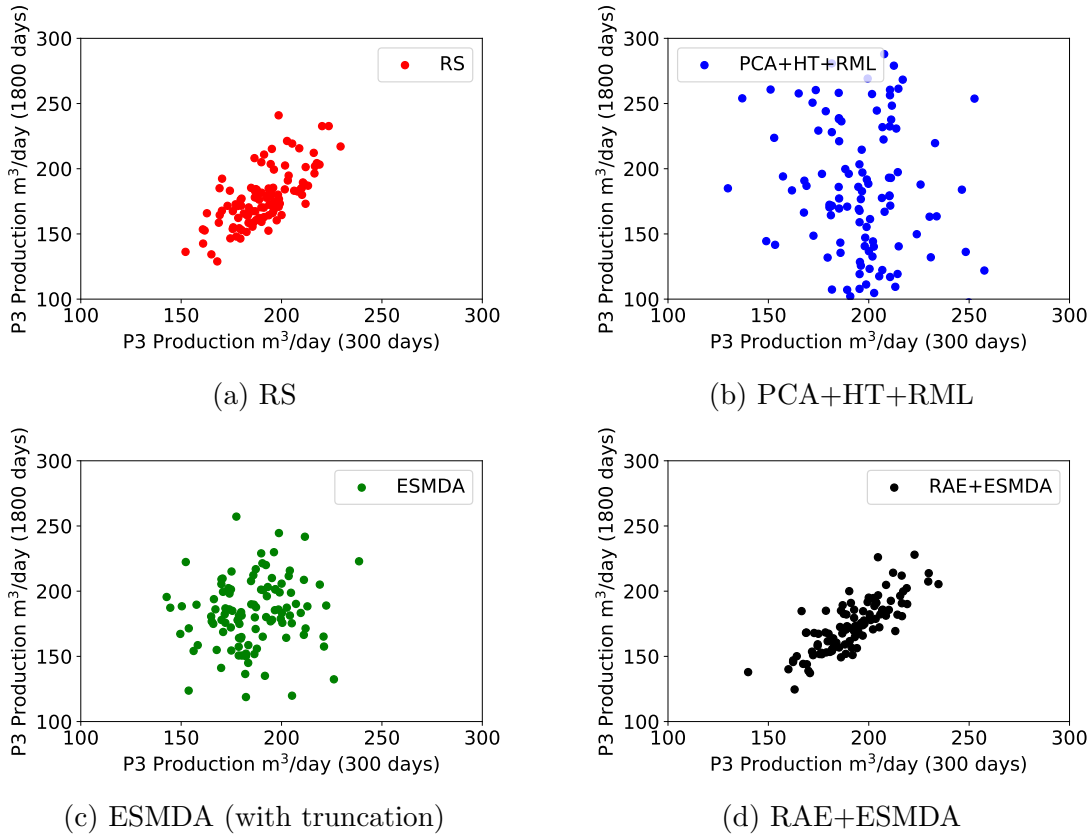 P3 Production m³/day (1800 days)
300
250
200
150
100
RS
100
150
200
250
300
P3 Production m³/day (300 days)
(a) RS
P3 Production m³/day (1800 days)
300
250
200
150
100
PCA+HT+RML
100
150
200
250
300
P3 Production m³/day (300 days)
(b) PCA+HT+RML
P3 Production m³/day (1800 days)
300
250
200
150
100
ESMDA
100
150
200
250
300
P3 Production m³/day (300 days)
(c) ESMDA (with truncation)
P3 Production m³/day (1800 days)
300
250
200
150
100
RAE+ESMDA
100
150
200
250
300
P3 Production m³/day (300 days)
(d) RAE+ESMDA